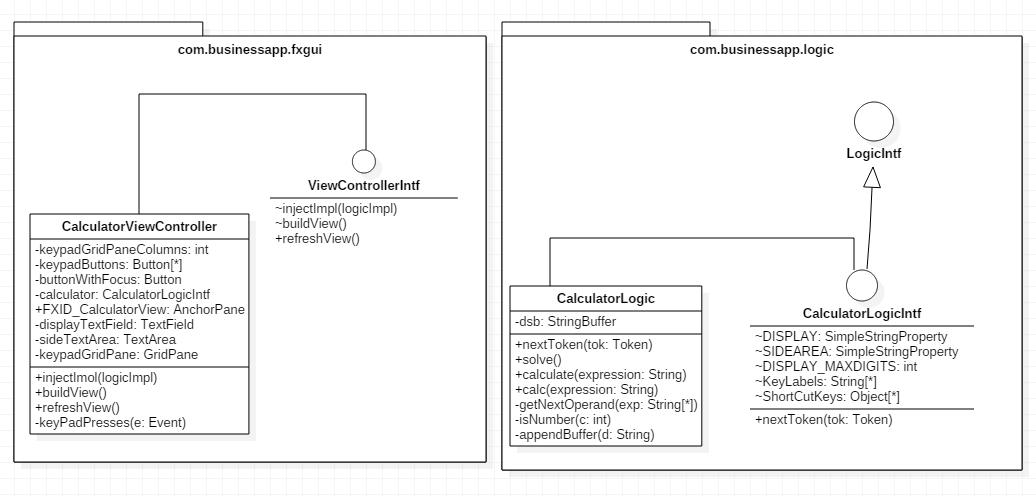 com.businessapp.fxgui
ViewControllerIntf
~injectImpl(logicImpl)
~buildView()
+refreshView()
CalculatorViewController
-keypadGridPaneColumns: int
-keypadButtons: Button[*]
-buttonWithFocus: Button
-calculator: CalculatorLogicIntf
+FXID_CalculatorView: AnchorPane
-displayTextField: TextField
-sideTextArea: TextArea
-keypadGridPane: GridPane
+injectImol(logicImpl)
+buildView()
+refreshView()
-keyPadPresses(e: Event)
com.businessapp.logic
LogicIntf
CalculatorLogic
-dsb: StringBuffer
+nextToken(tok: Token)
+solve()
+calculate(expression: String)
+calc(expression: String)
-getNextOperand(exp: String[*])
-isNumber(c: int)
-appendBuffer(d: String)
CalculatorLogicIntf
~DISPLAY: SimpleStringProperty
~SIDEAREA: SimpleStringProperty
~DISPLAY_MAXDIGITS: int
~KeyLabels: String[*]
~ShortCutKeys: Object[*]
+nextToken(tok: Token)